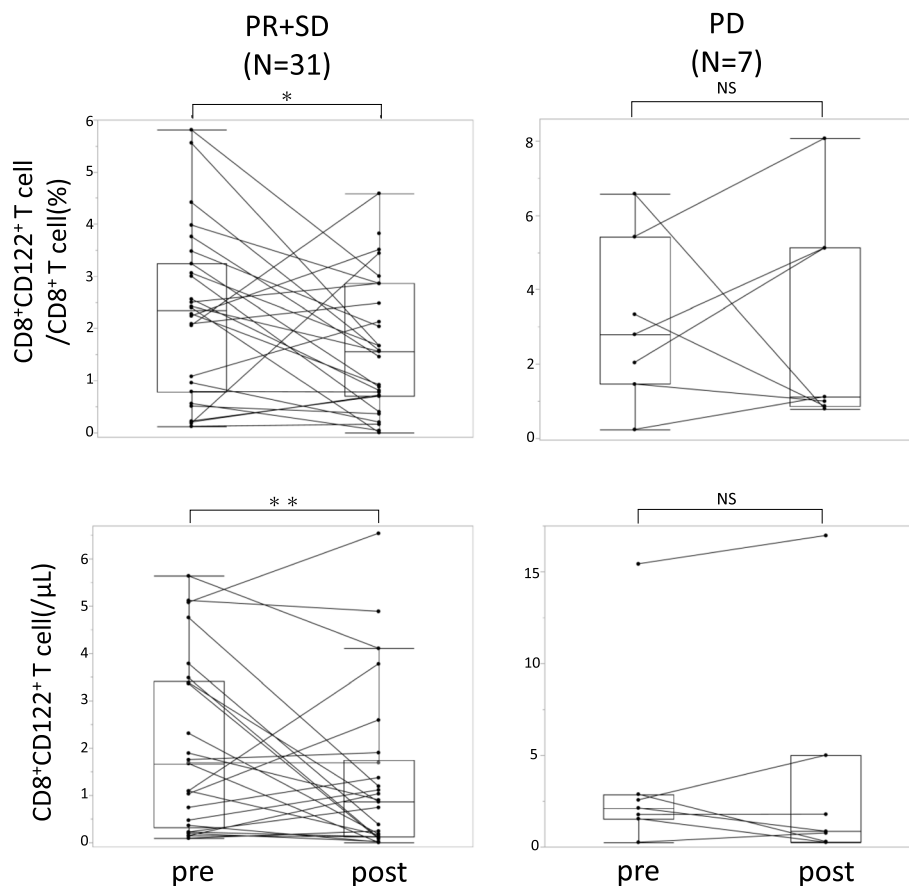 PR+SD
(N=31)
PD
(N=7)
*
NS
CD8+CD122+ T cell
/CD8+ T cell(%)
6
5
4
3
2
1
0
8
6
4
2
0
* *
NS
CD8+CD122+ T cell(/μL)
6
5
4
3
2
1
0
15
10
5
0
pre
post
pre
post